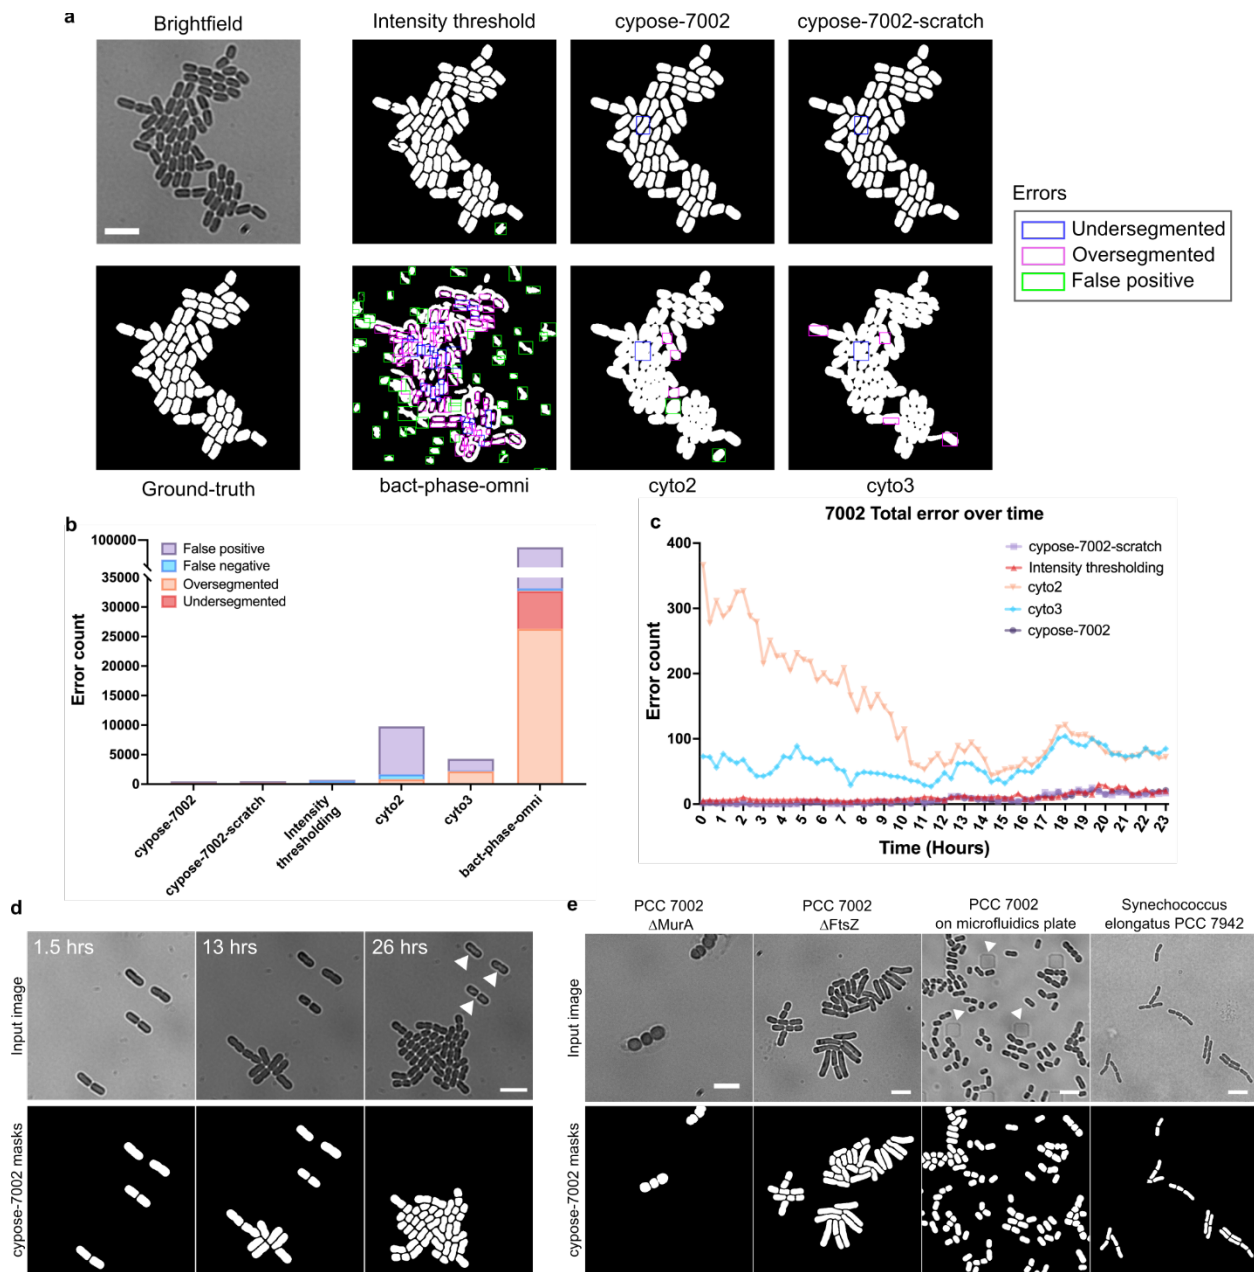 a
Brightfield
Intensity threshold
cypose-7002
cypose-7002-scratch
Errors
Undersegmented
Oversegmented
False positive
Ground-truth
bact-phase-omni
cyto2
cyto3
b
Error count
100000
35000
30000
25000
20000
15000
10000
5000
0
False positive
False negative
Oversegmented
Undersegmented
cypose-7002
cypose-7002-scratch
Intensity
thresholding
cyto2
cyto3
bact-phase-omni
c
7002 Total error over time
Error count
400
300
200
100
0
cypose-7002-scratch
Intensity thresholding
cyto2
cyto3
cypose-7002
0 1 2 3 4 5 6 7 8 9 10 11 12 13 14 15 16 17 18 19 20 21 22 23
Time (Hours)
d
1.5 hrs
13 hrs
26 hrs
Input image
cypose-7002 masks
e
PCC 7002
ΔMurA
PCC 7002
ΔFtsZ
PCC 7002
on microfluidics plate
Synechococcus
elongatus PCC 7942
Input image
cypose-7002 masks